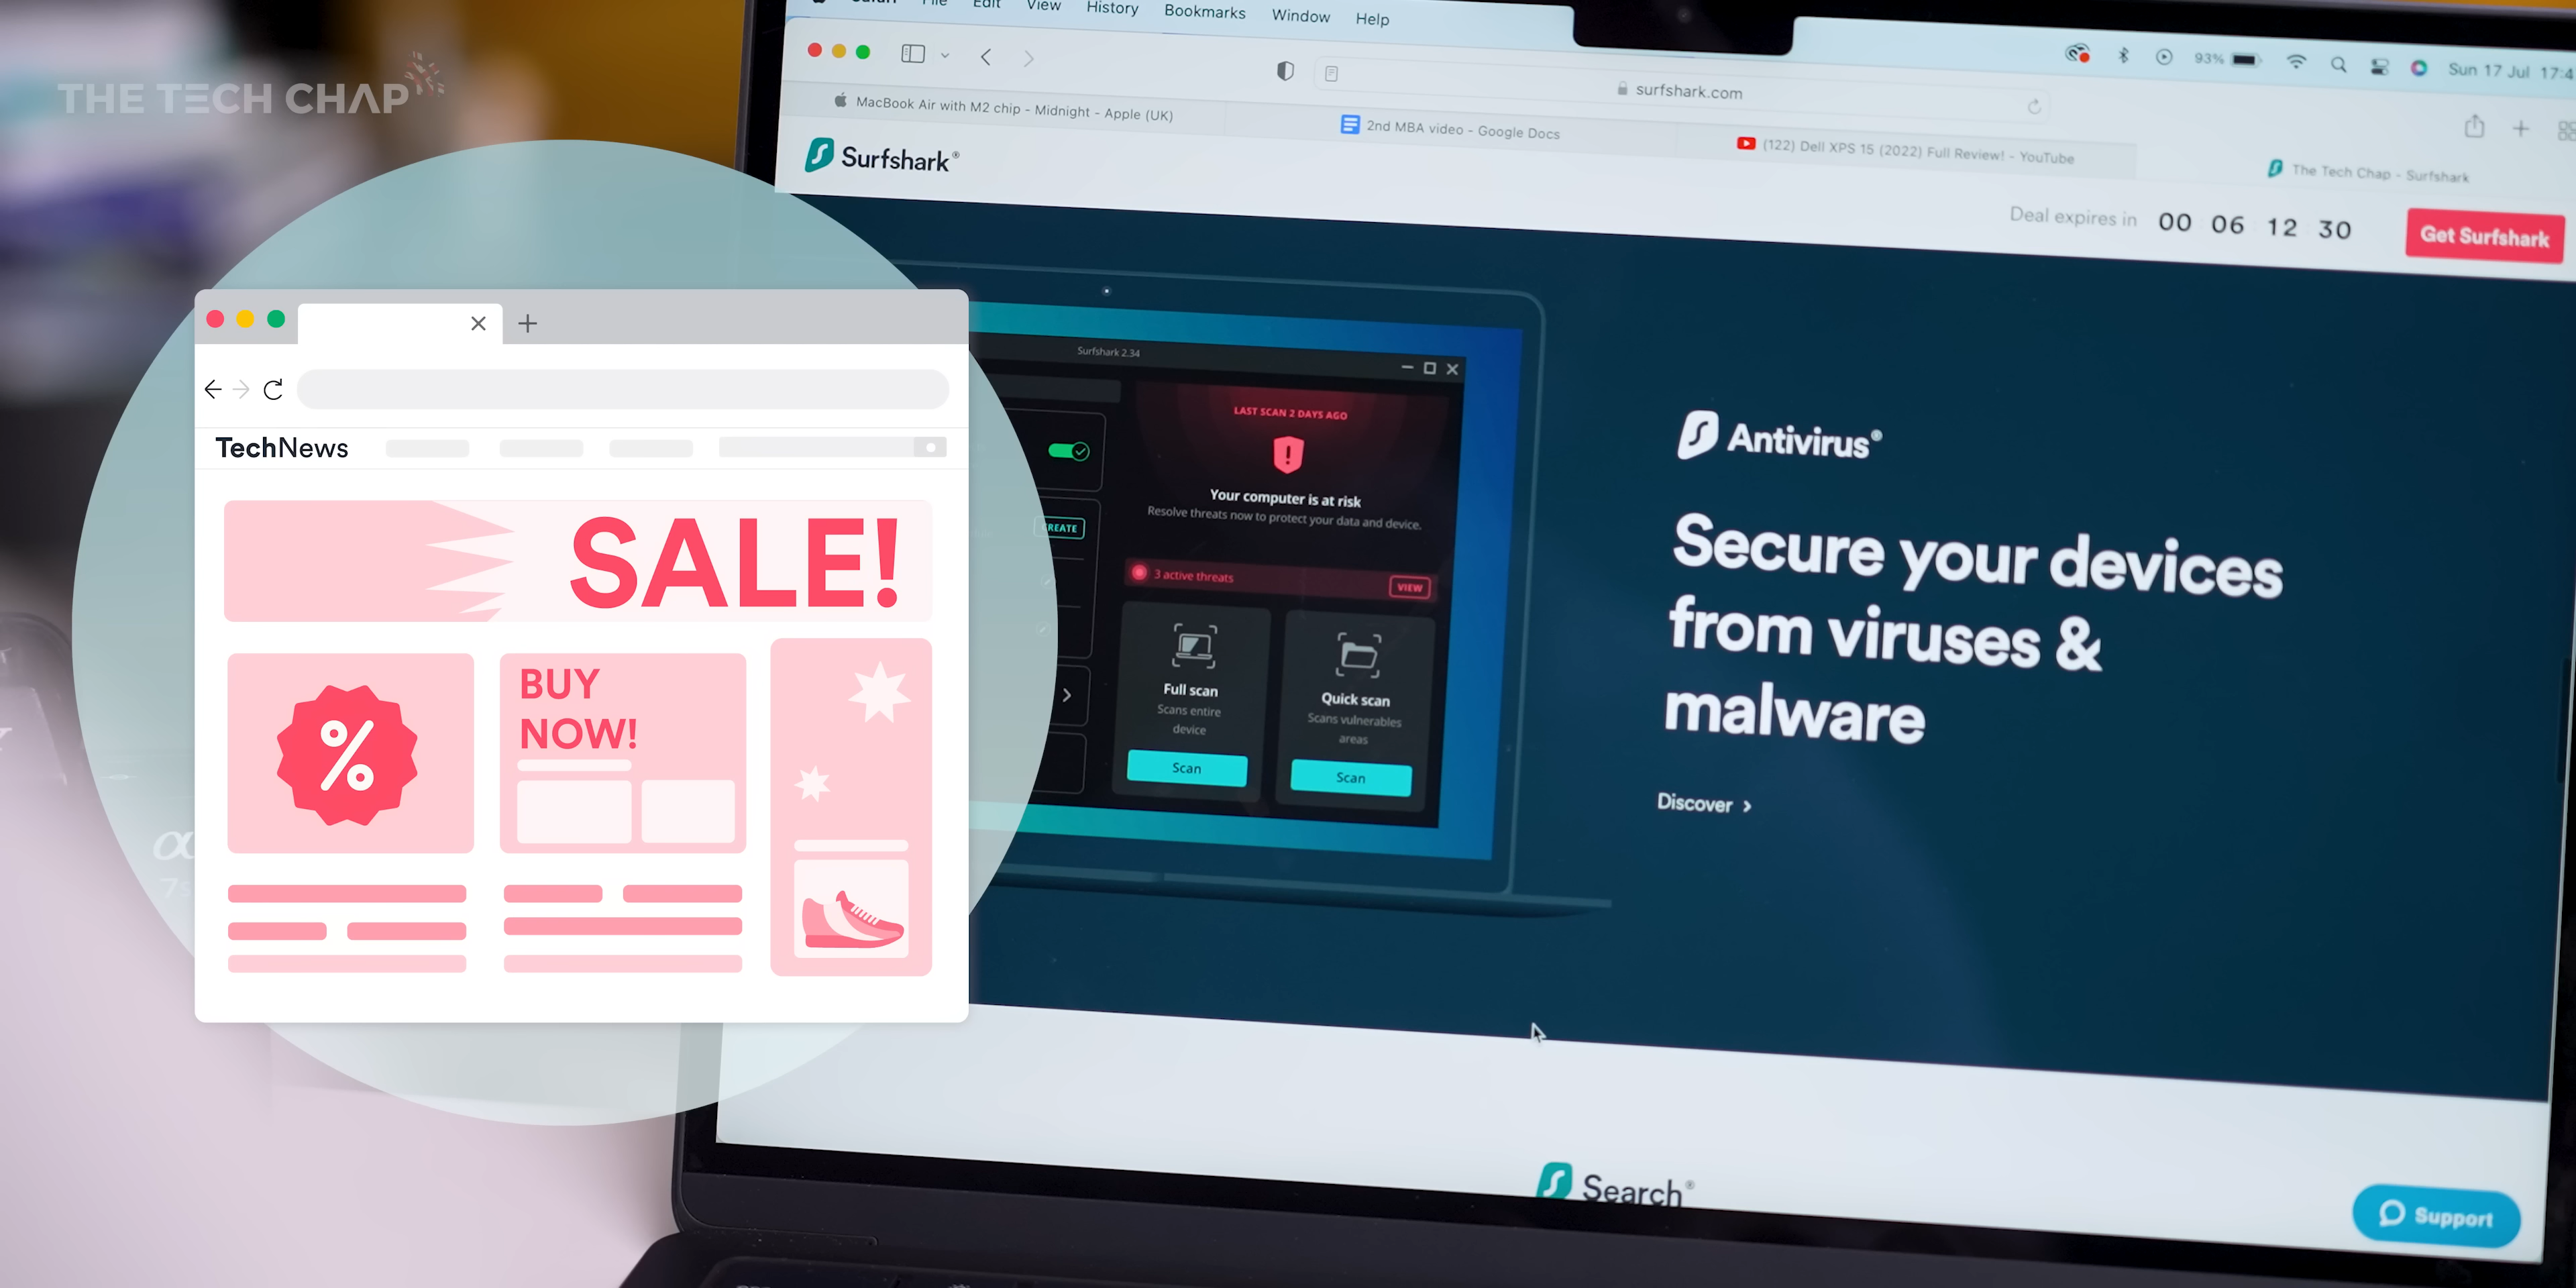 THE TECH CHAP
File Edit View History Bookmarks Window Help
93% Sun 17 Jul
surfshark.com
MacBook Air with M2 chip - Midnight - Apple (UK)
2nd MBA video - Google Docs
(122) Dell XPS 15 (2022) Full Review! - YouTube
The Tech Chap - Surfshark
Surfshark®
Deal expires in 00 06 12 30
Get Surfshark
TechNews
SALE!
BUY
NOW!
%
Surfshark 2.34
LAST SCAN 2 DAYS AGO
Your computer is at risk
Resolve threats now to protect your data and device.
3 active threats
VIEW
Full scan
Scans entire
device
Scan
Quick scan
Scans vulnerables
areas
Scan
Antivirus®
Secure your devices
from viruses &
malware
Discover
Search®
Support